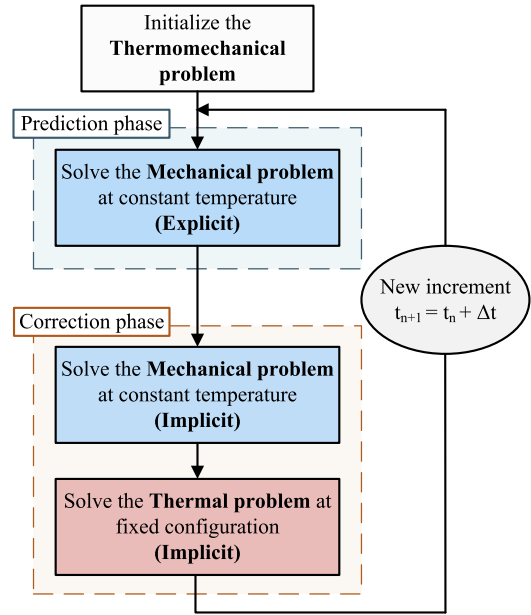 Initialize the
Thermomechanical
problem
Prediction phase
Solve the Mechanical problem
at constant temperature
(Explicit)
New increment
tₙ₊₁ = tₙ + Δt
Correction phase
Solve the Mechanical problem
at constant temperature
(Implicit)
Solve the Thermal problem at
fixed configuration
(Implicit)